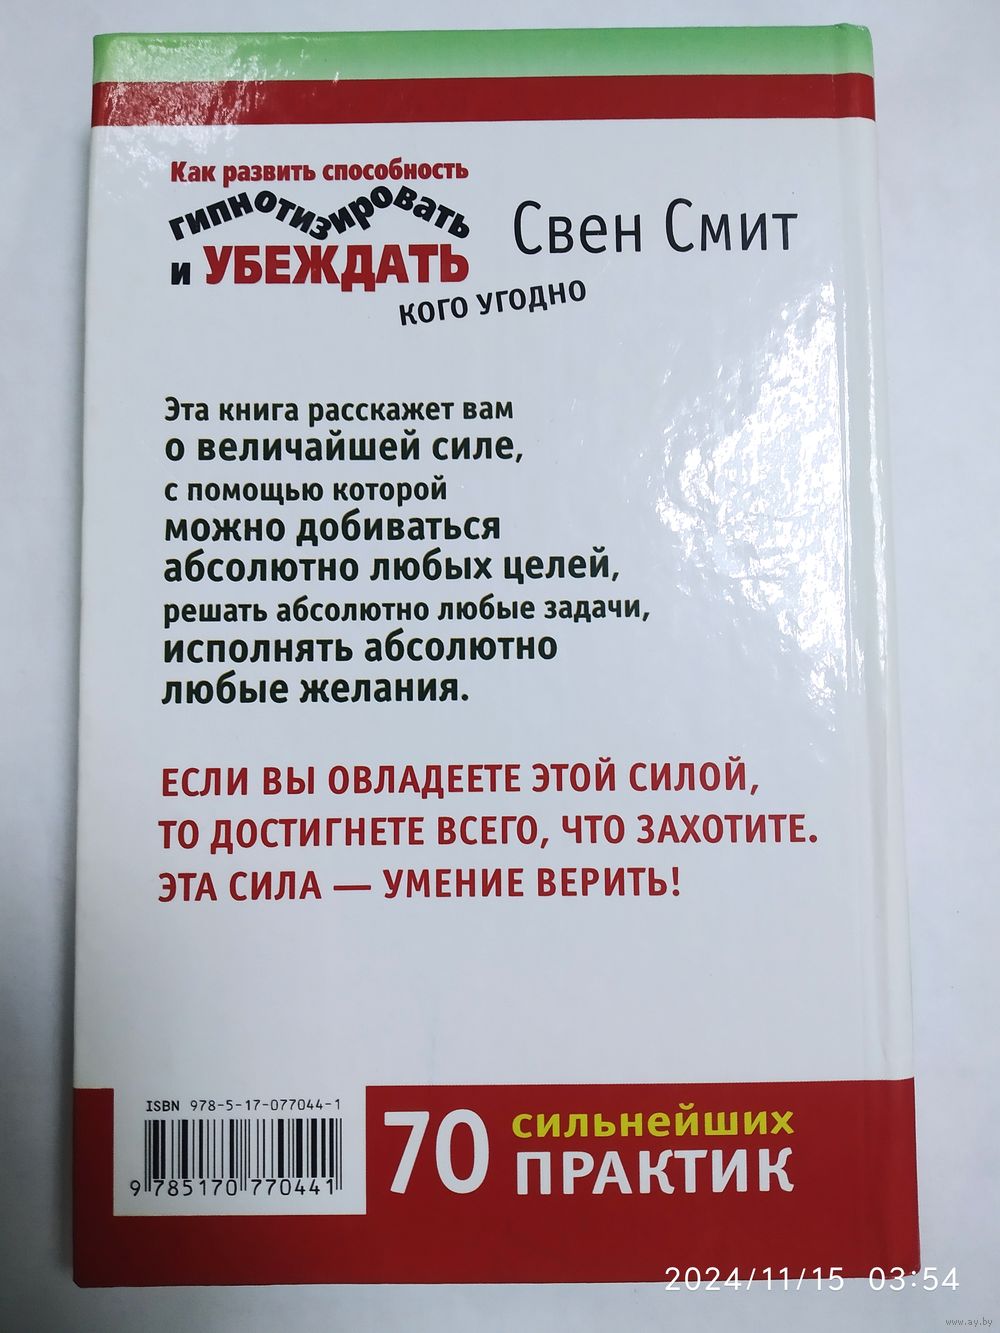 Как развить способность
гипнотизировать
и УБЕЖДАТЬ
кого угодно
Свен Смит
Эта книга расскажет вам
о величайшей силе,
с помощью которой
можно добиваться
абсолютно любых целей,
решать абсолютно любые задачи,
исполнять абсолютно
любые желания.
ЕСЛИ ВЫ ОВЛАДЕЕТЕ ЭТОЙ СИЛОЙ,
ТО ДОСТИГНЕТЕ ВСЕГО, ЧТО ЗАХОТИТЕ.
ЭТА СИЛА — УМЕНИЕ ВЕРИТЬ!
ISBN 978-5-17-077044-1
9 785170 770441
70 сильнейших
ПРАКТИК
2024/11/15 03:54
www.ay.by